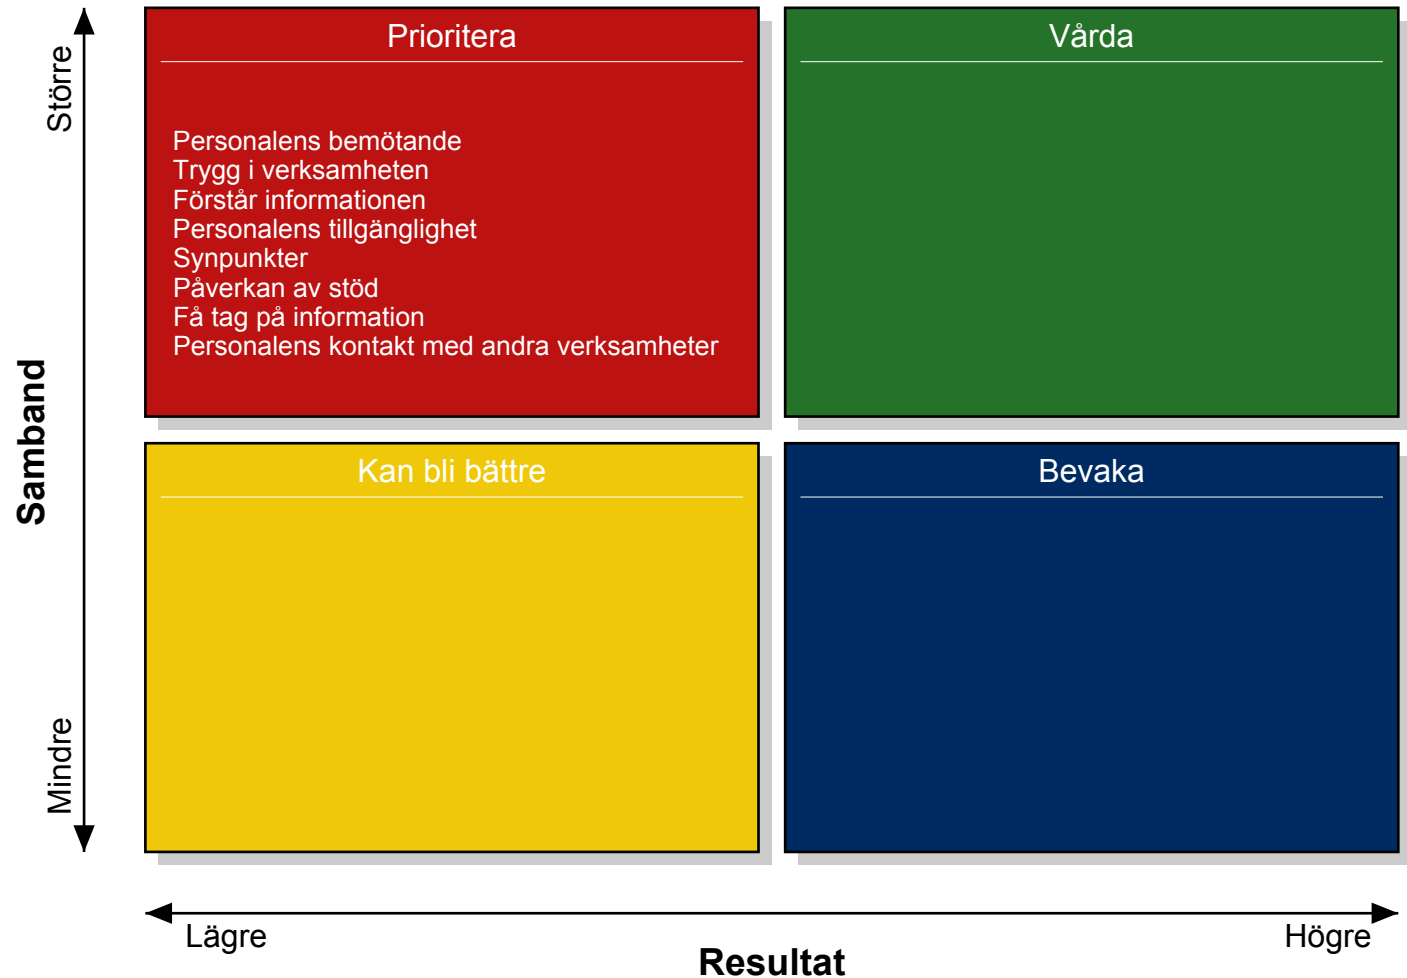 Prioritera
Vårda
Större
Personalens bemötande
Trygg i verksamheten
Förstår informationen
Personalens tillgänglighet
Synpunkter
Påverkan av stöd
Få tag på information
Personalens kontakt med andra verksamheter
Samband
Kan bli bättre
Bevaka
Mindre
Lägre
Högre
Resultat